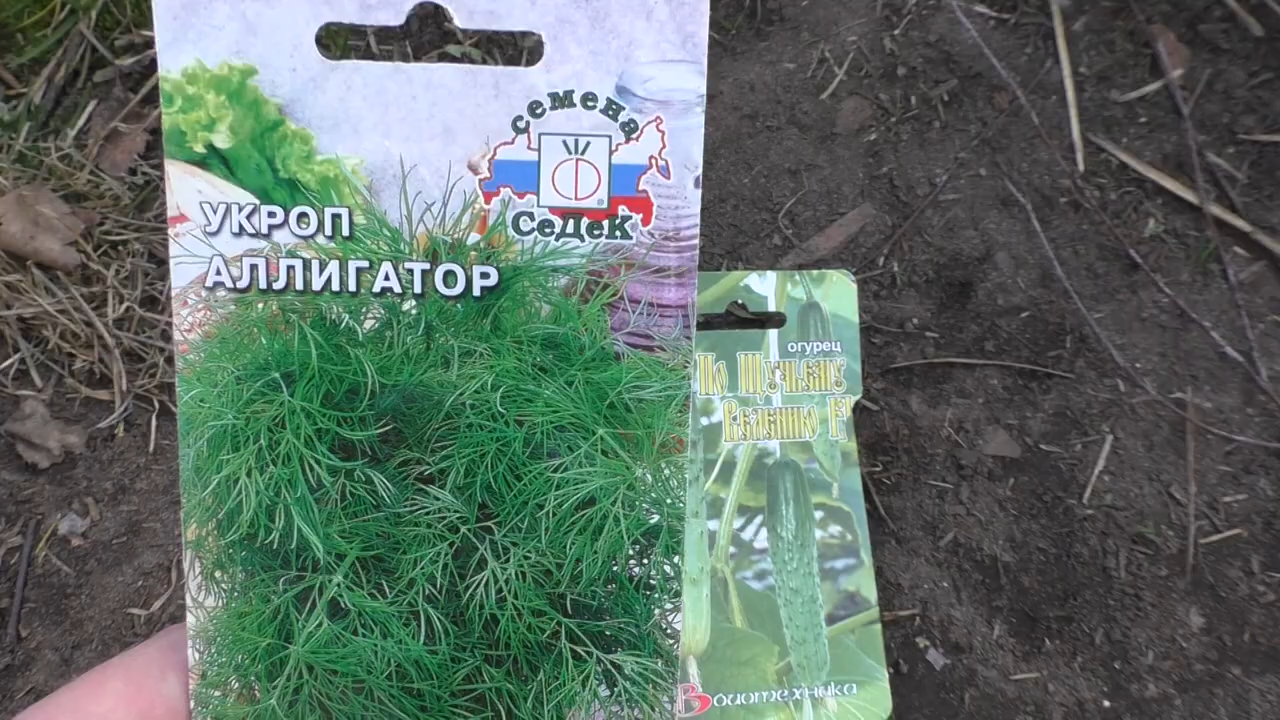 семена
СеДеК
УКРОП
АЛЛИГАТОР
огурец
По Щучьему
Велению F1
Биотехника